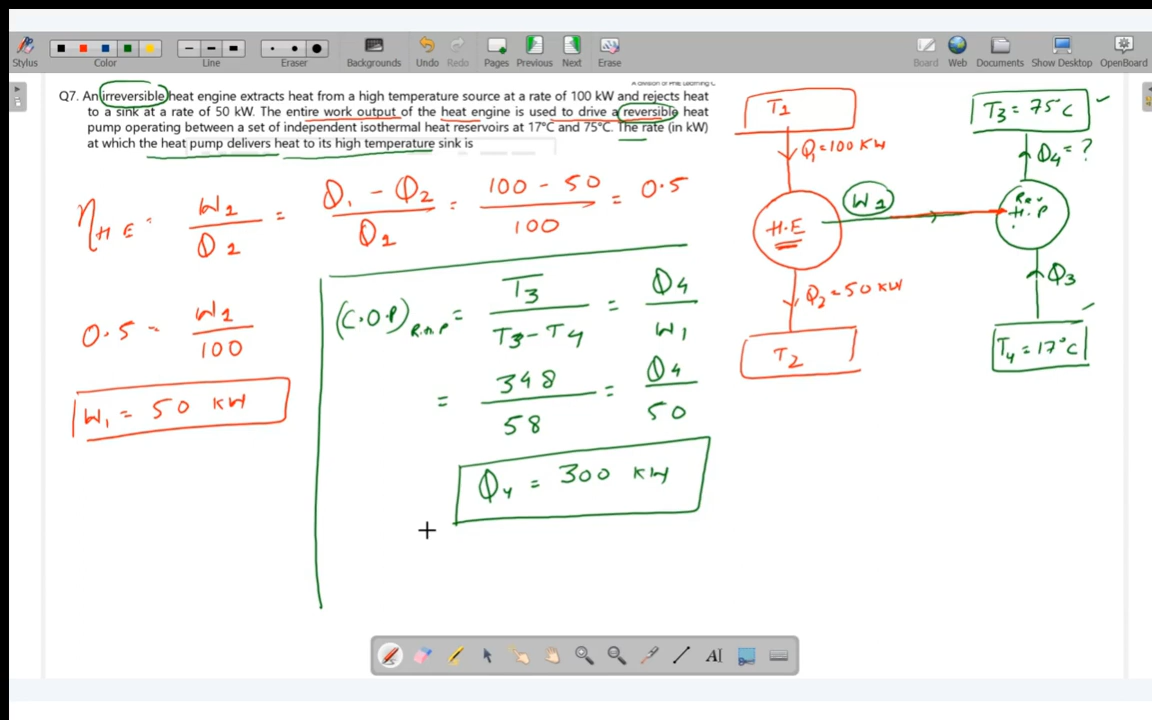 Stylus
Color
Line
Eraser
Backgrounds
Undo
Redo
Pages
Previous
Next
Erase
Board
Web
Documents
Show Desktop
OpenBoard
Q7. An irreversible heat engine extracts heat from a high temperature source at a rate of 100 kW and rejects heat
to a sink at a rate of 50 kW. The entire work output of the heat engine is used to drive a reversible heat
pump operating between a set of independent isothermal heat reservoirs at 17°C and 75°C. The rate (in kW)
at which the heat pump delivers heat to its high temperature sink is
η H E = W1 / Q1 = Q1 - Q2 / Q1 = 100 - 50 / 100 = 0.5
0.5 = W1 / 100
W1 = 50 KW
(C.O.P) R.H.P = T3 / T3 - T4 = Q4 / W1
= 348 / 58 = Q4 / 50
Q4 = 300 KW
T1
Q1 = 100 KW
H.E
W1
Q2 = 50 KW
T2
T3 = 75°C
Q4 = ?
Rev
H.P
Q3
T4 = 17°C
AI